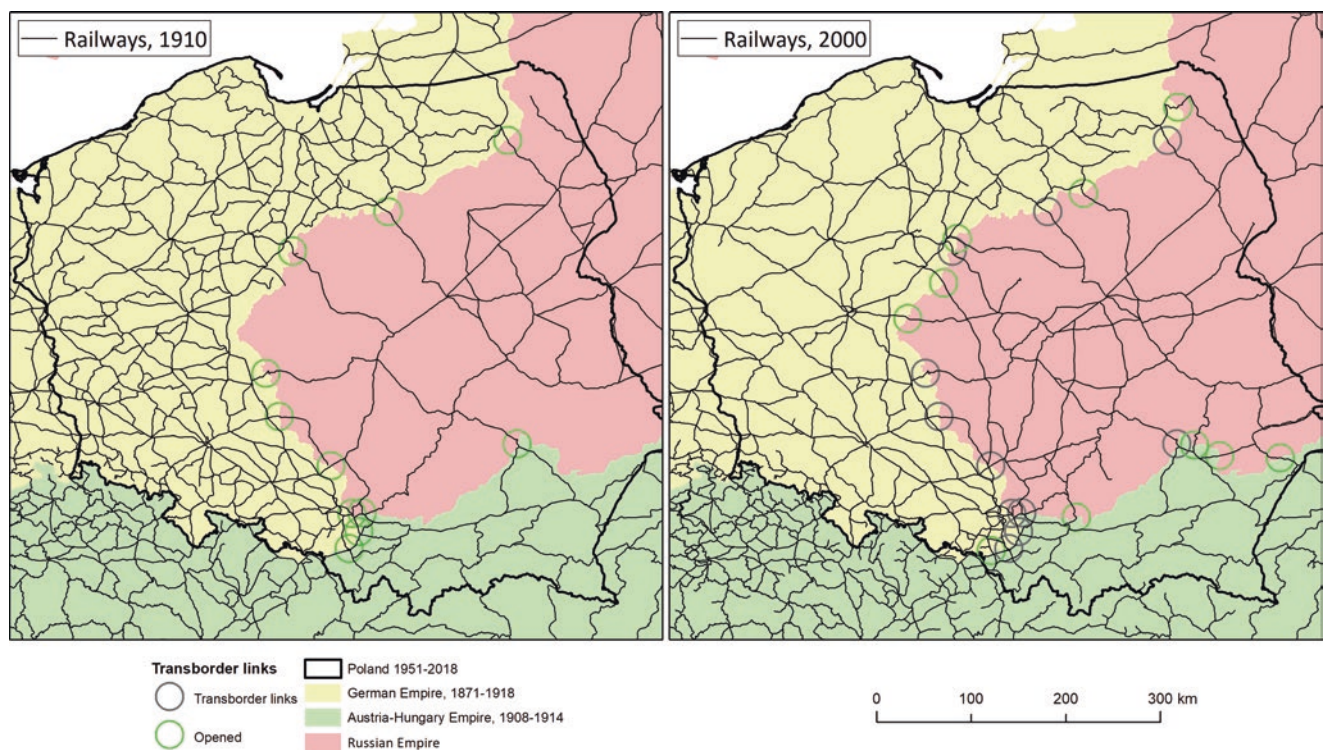 Railways, 1910
Railways, 2000
Transborder links
Transborder links
Opened
Poland 1951-2018
German Empire, 1871-1918
Austria-Hungary Empire, 1908-1914
Russian Empire
0 100 200 300 km